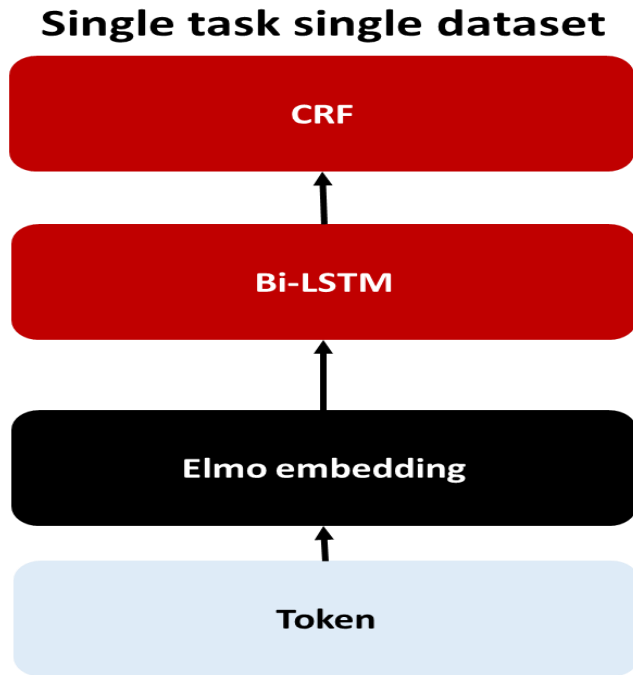 Single task single dataset
CRF
Bi-LSTM
Elmo embedding
Token